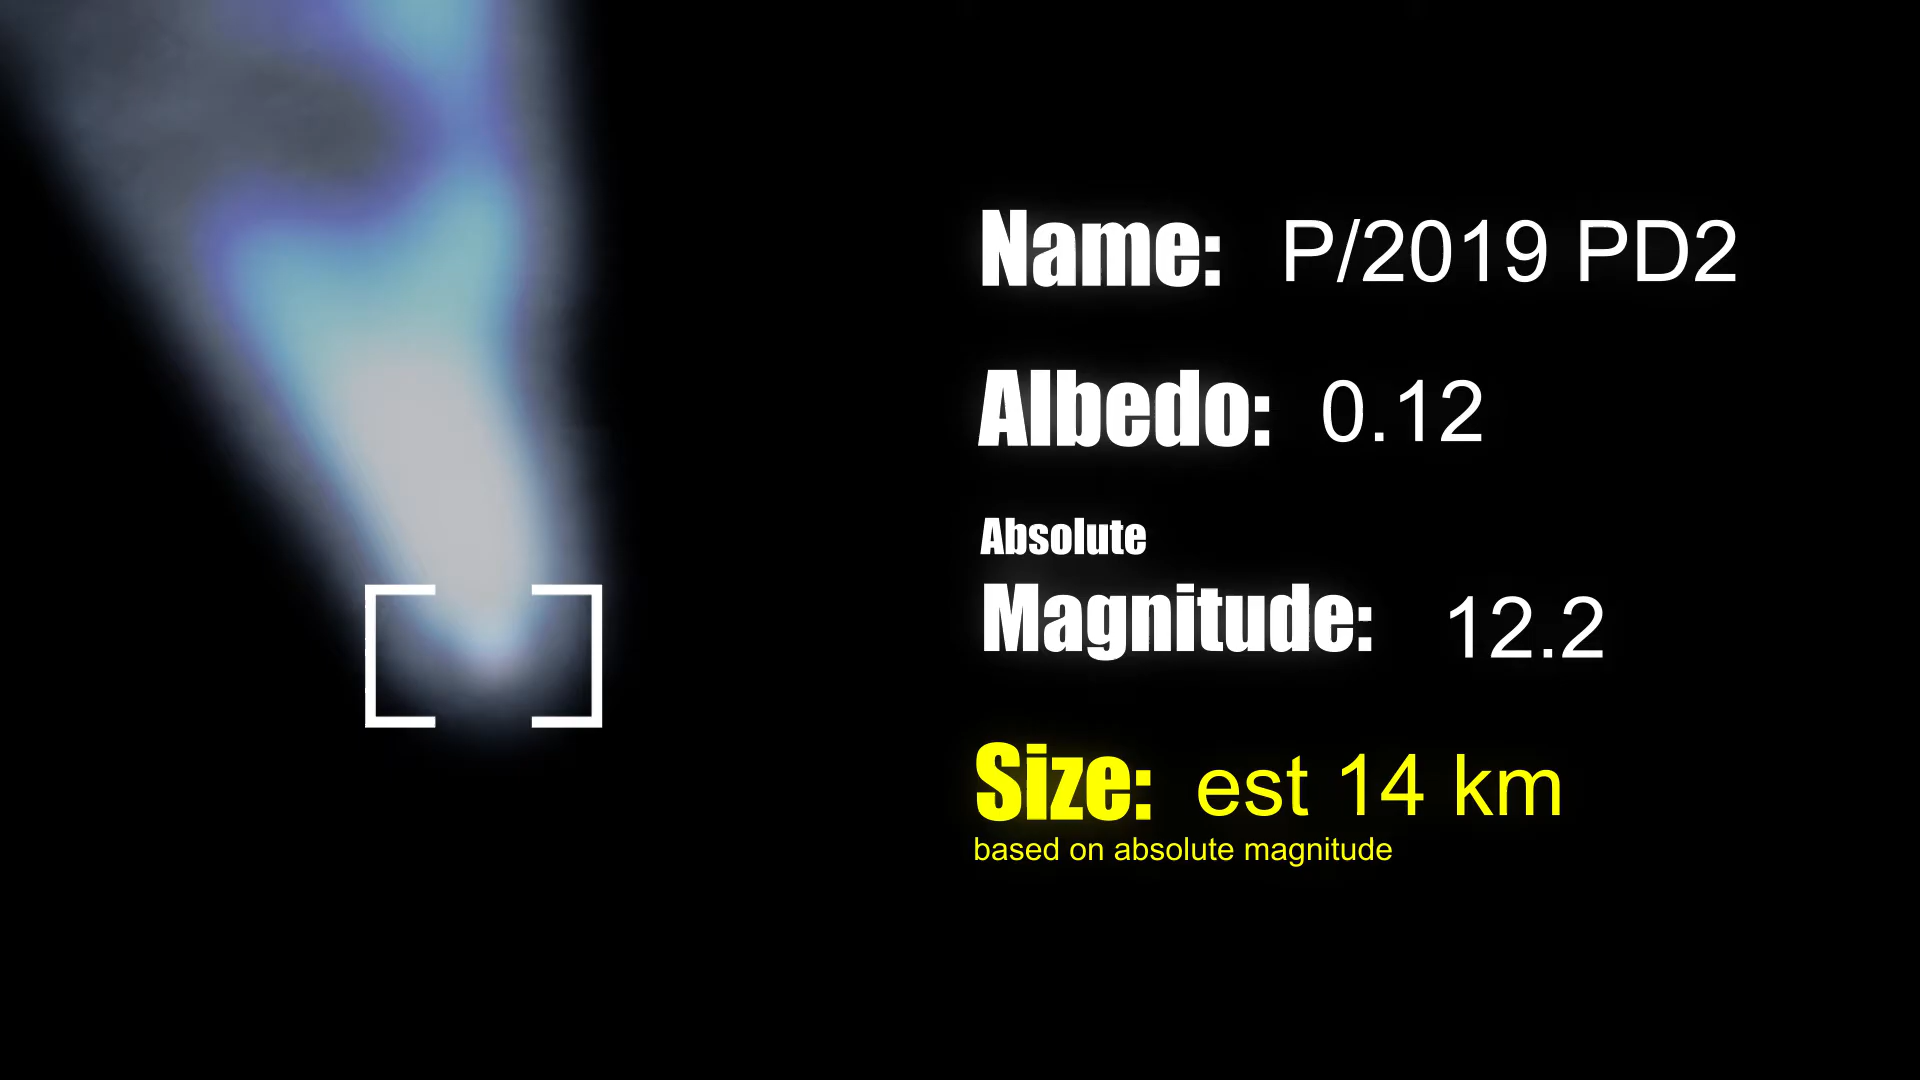 Name: P/2019 PD2
Albedo: 0.12
Absolute
Magnitude: 12.2
Size: est 14 km
based on absolute magnitude